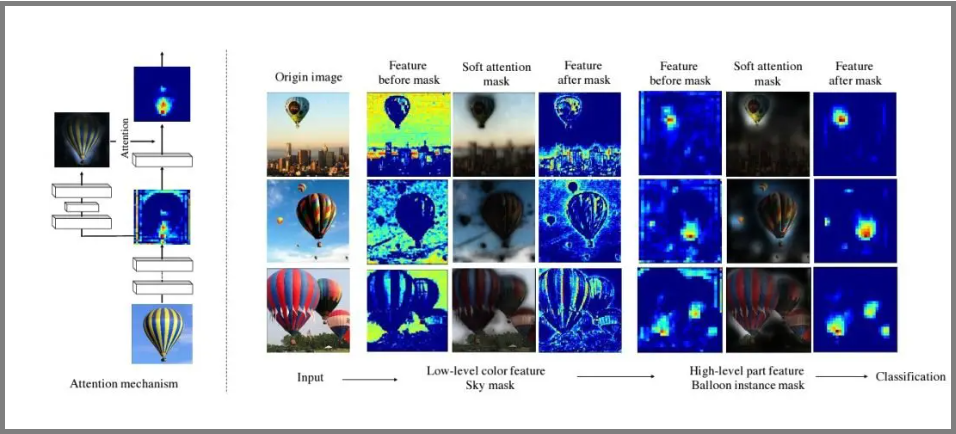 Attention
Attention mechanism
Origin image
Feature
before mask
Soft attention
mask
Feature
after mask
Feature
before mask
Soft attention
mask
Feature
after mask
Input
Low-level color feature
Sky mask
High-level part feature
Balloon instance mask
Classification